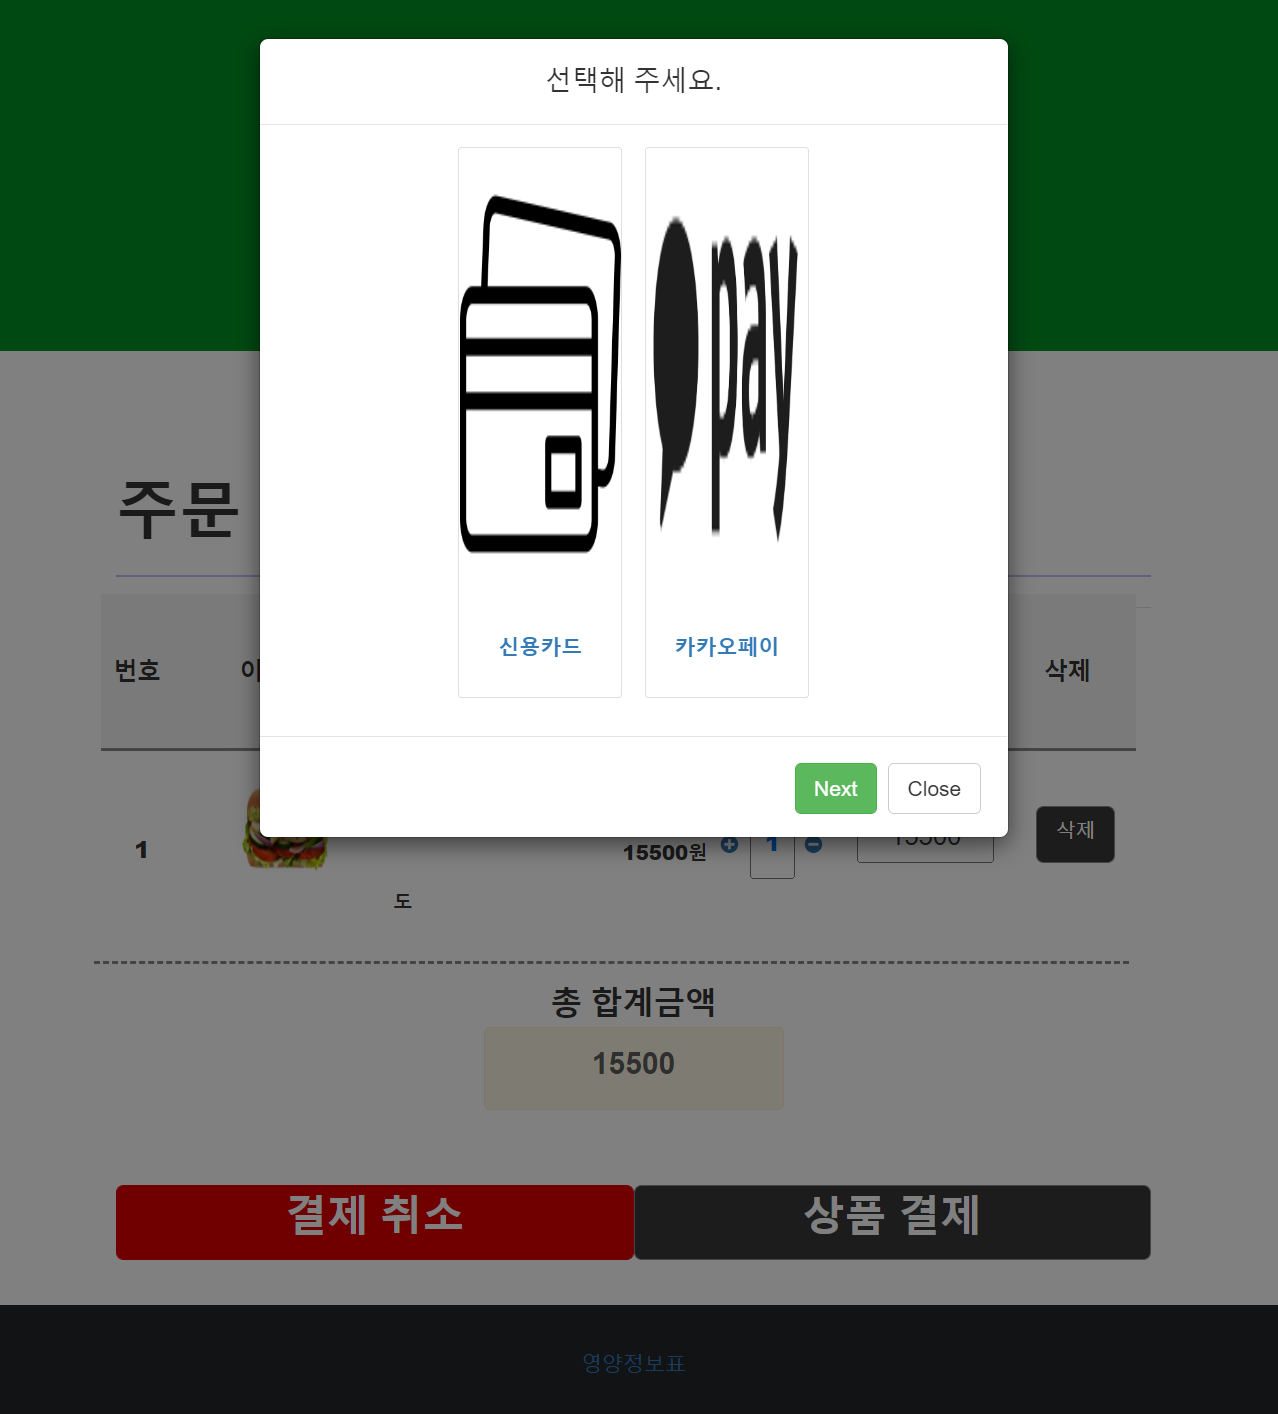 선택해 주세요.
pay
신용카드 카카오페이
Next Close
주문
번호 이 삭제
1 15500원 1 15500 삭제
도
총 합계금액
15500
결제 취소 상품 결제
영양정보표